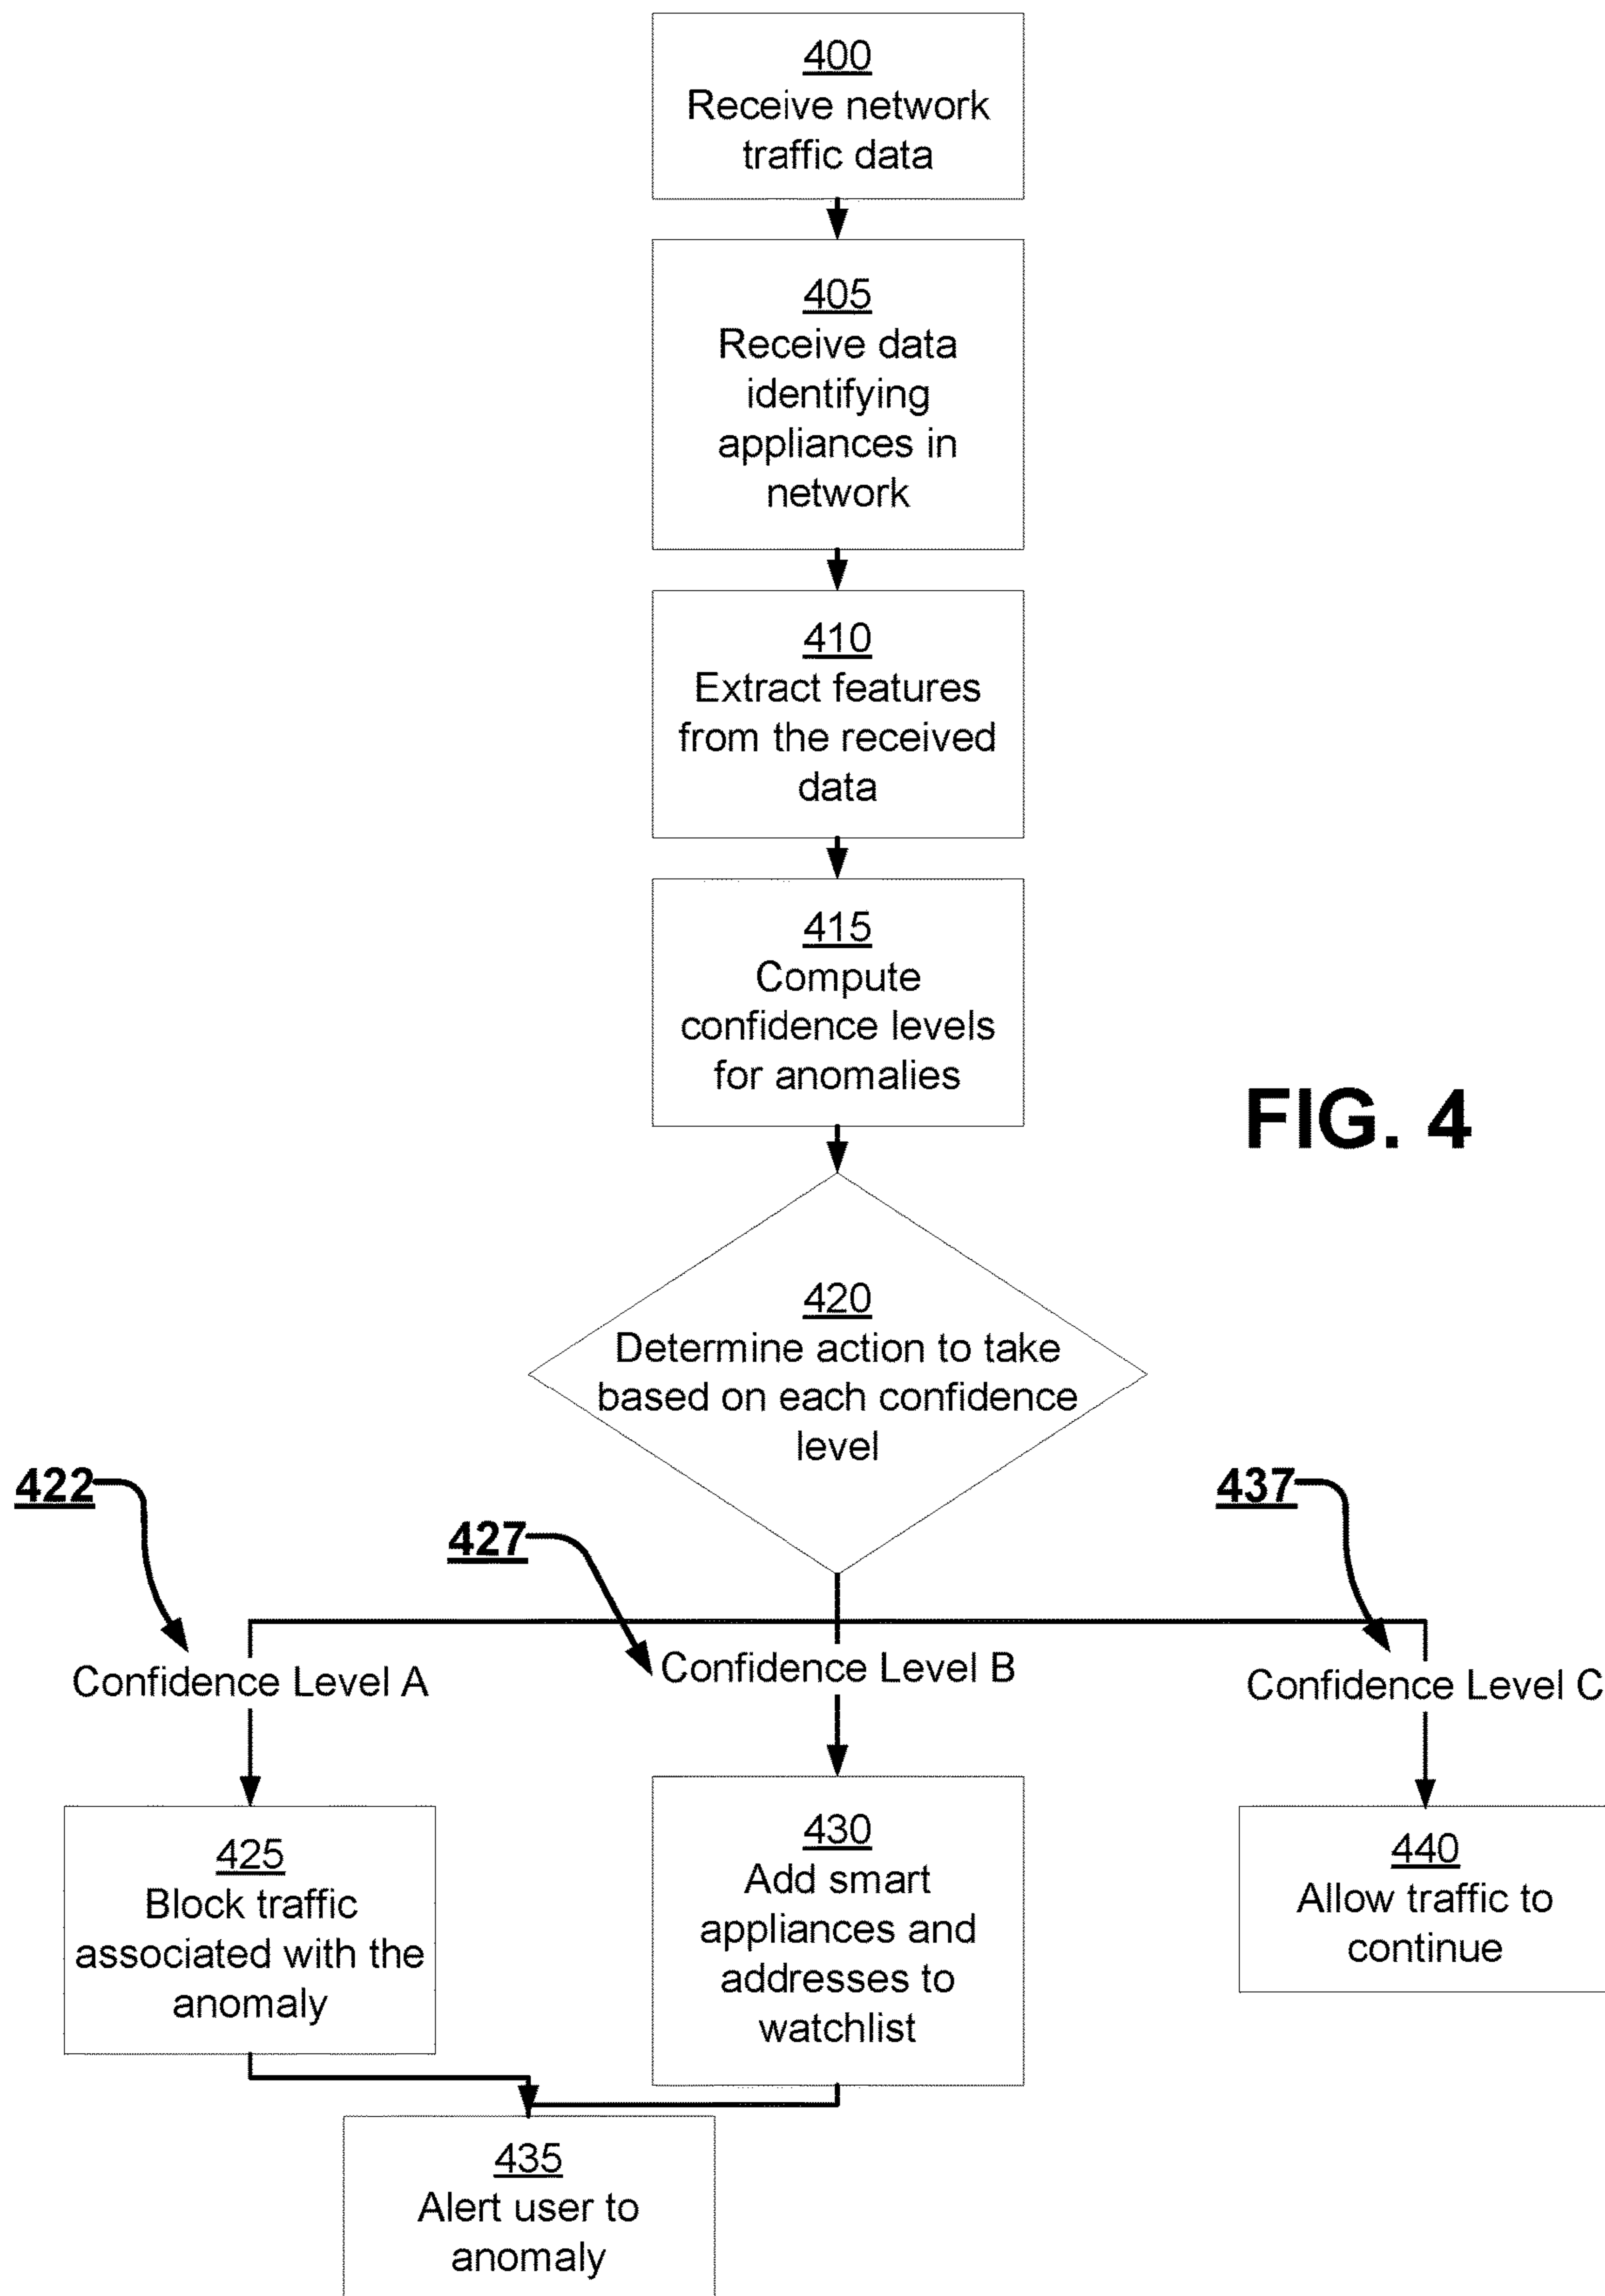 400
Receive network
traffic data
405
Receive data
identifying
appliances in
network
410
Extract features
from the received
data
415
Compute
confidence levels
for anomalies
FIG. 4
420
Determine action to take
based on each confidence
level
422
427
437
Confidence Level A
Confidence Level B
Confidence Level C
425
Block traffic
associated with the
anomaly
430
Add smart
appliances and
addresses to
watchlist
440
Allow traffic to
continue
435
Alert user to
anomaly